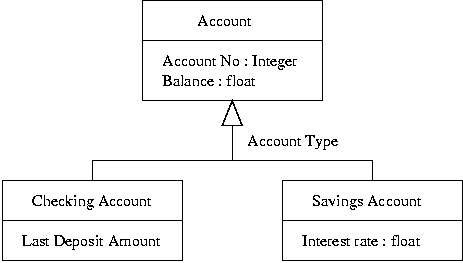 Account
Account No : Integer
Balance : float
Account Type
Checking Account
Last Deposit Amount
Savings Account
Interest rate : float